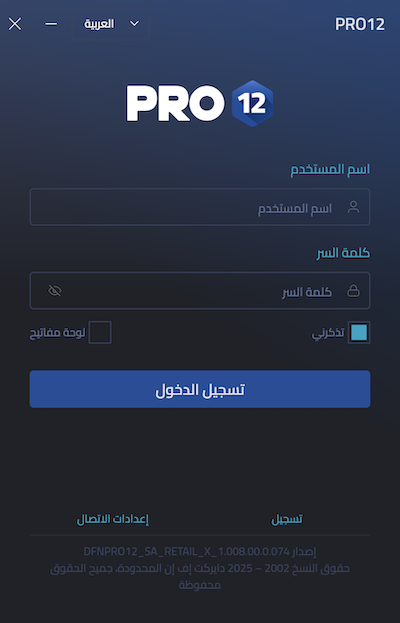 PRO12
العربية
PRO 12
اسم المستخدم
اسم المستخدم
كلمة السر
كلمة السر
تذكرني
لوحة مفاتيح
تسجيل الدخول
تسجيل
إعدادات الاتصال
إصدار DFNPRO12_SA_RETAIL_X_1.008.00.0.074
حقوق النسخ 2002 – 2025 دايركت إف إن المحدودة، جميع الحقوق
محفوظة